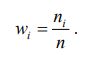 w_i = n_i / n .